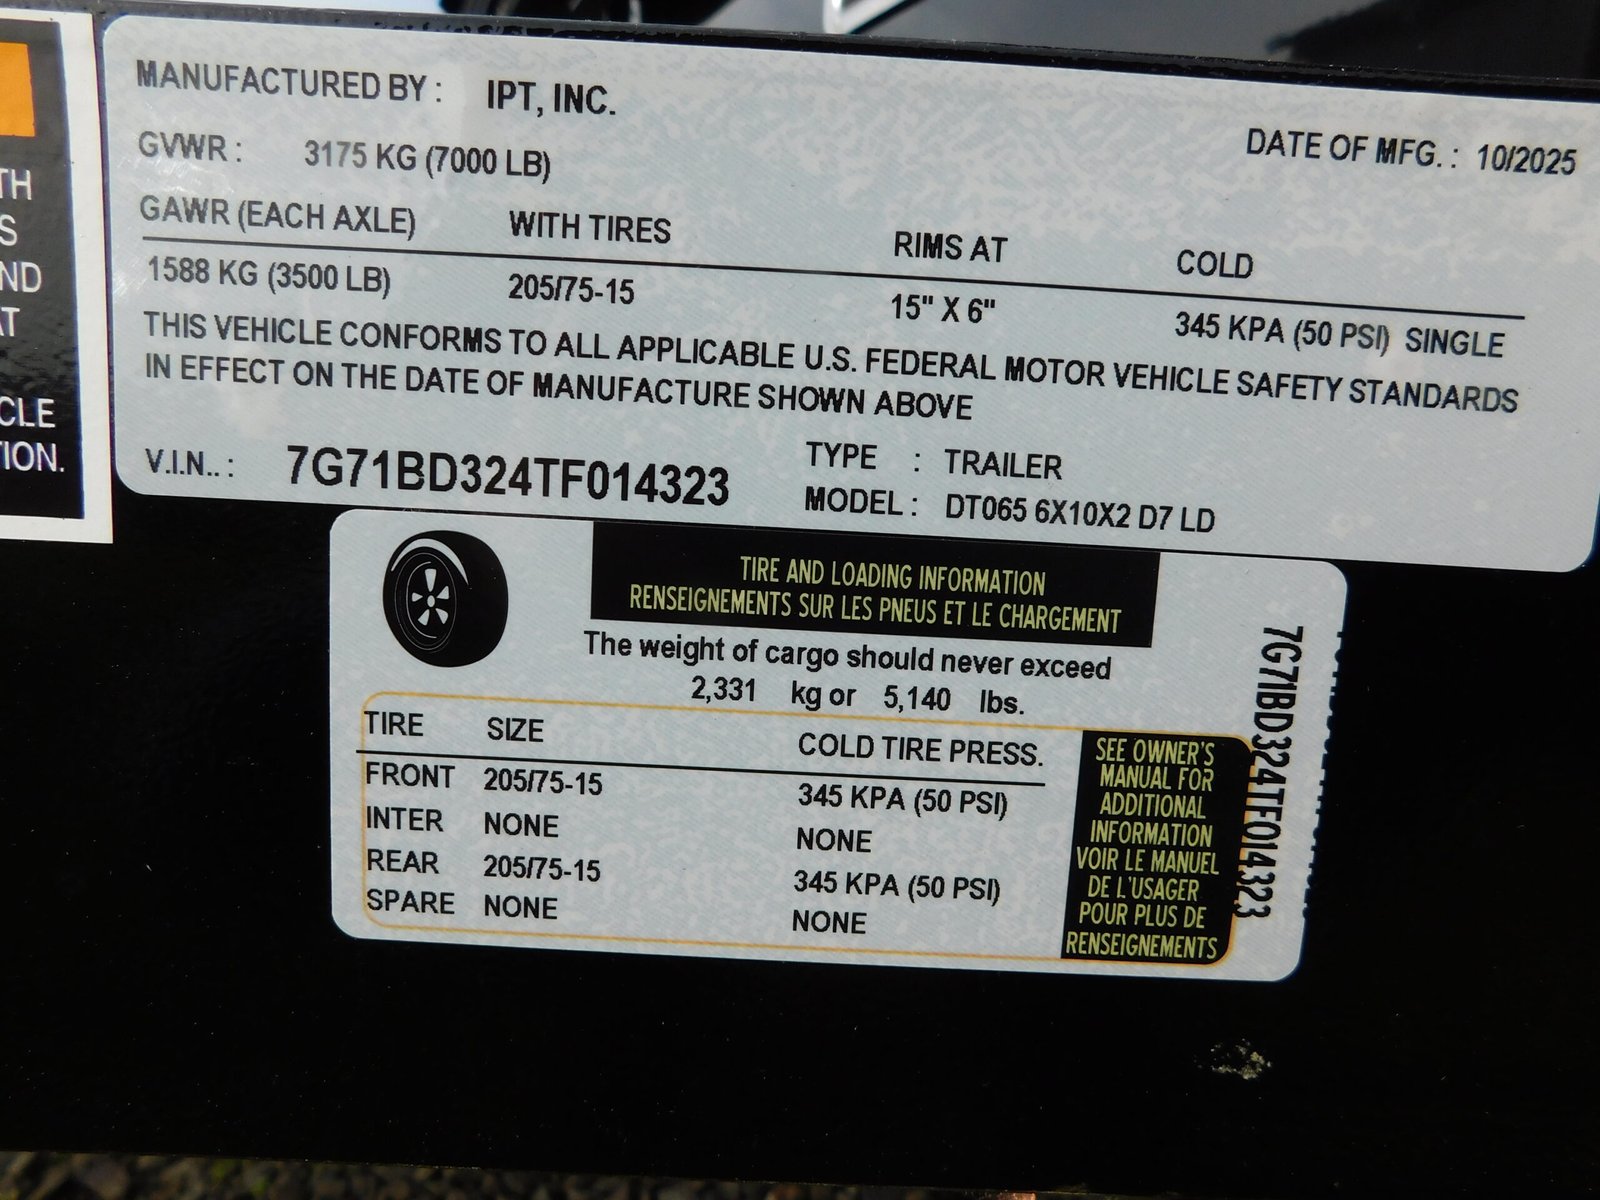 MANUFACTURED BY : IPT, INC.
DATE OF MFG. : 10/2025
GVWR : 3175 KG (7000 LB)
GAWR (EACH AXLE) WITH TIRES RIMS AT COLD
1588 KG (3500 LB) 205/75-15 15" X 6" 345 KPA (50 PSI) SINGLE
THIS VEHICLE CONFORMS TO ALL APPLICABLE U.S. FEDERAL MOTOR VEHICLE SAFETY STANDARDS
IN EFFECT ON THE DATE OF MANUFACTURE SHOWN ABOVE
V.I.N.. : 7G71BD324TF014323
TYPE : TRAILER
MODEL : DT065 6X10X2 D7 LD
TIRE AND LOADING INFORMATION
RENSEIGNEMENTS SUR LES PNEUS ET LE CHARGEMENT
The weight of cargo should never exceed
2,331 kg or 5,140 lbs.
TIRE SIZE COLD TIRE PRESS.
FRONT 205/75-15 345 KPA (50 PSI)
INTER NONE NONE
REAR 205/75-15 345 KPA (50 PSI)
SPARE NONE NONE
SEE OWNER'S
MANUAL FOR
ADDITIONAL
INFORMATION
VOIR LE MANUEL
DE L'USAGER
POUR PLUS DE
RENSEIGNEMENTS
7G71BD324TF014323